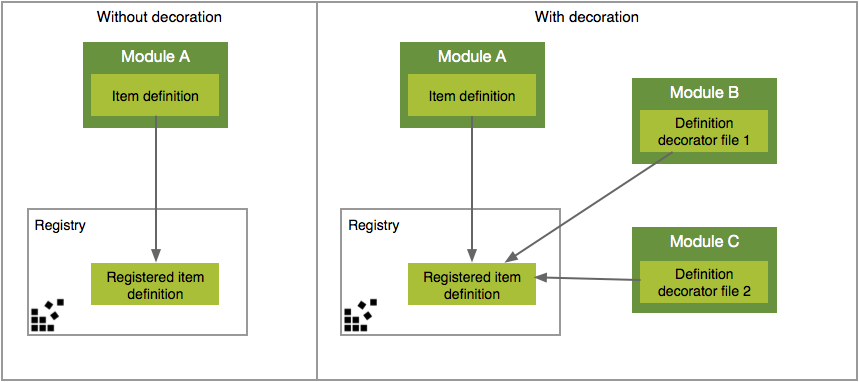 Without decoration
Module A
Item definition
Registry
Registered item
definition
With decoration
Module A
Item definition
Module B
Definition
decorator file 1
Registry
Registered item
definition
Module C
Definition
decorator file 2